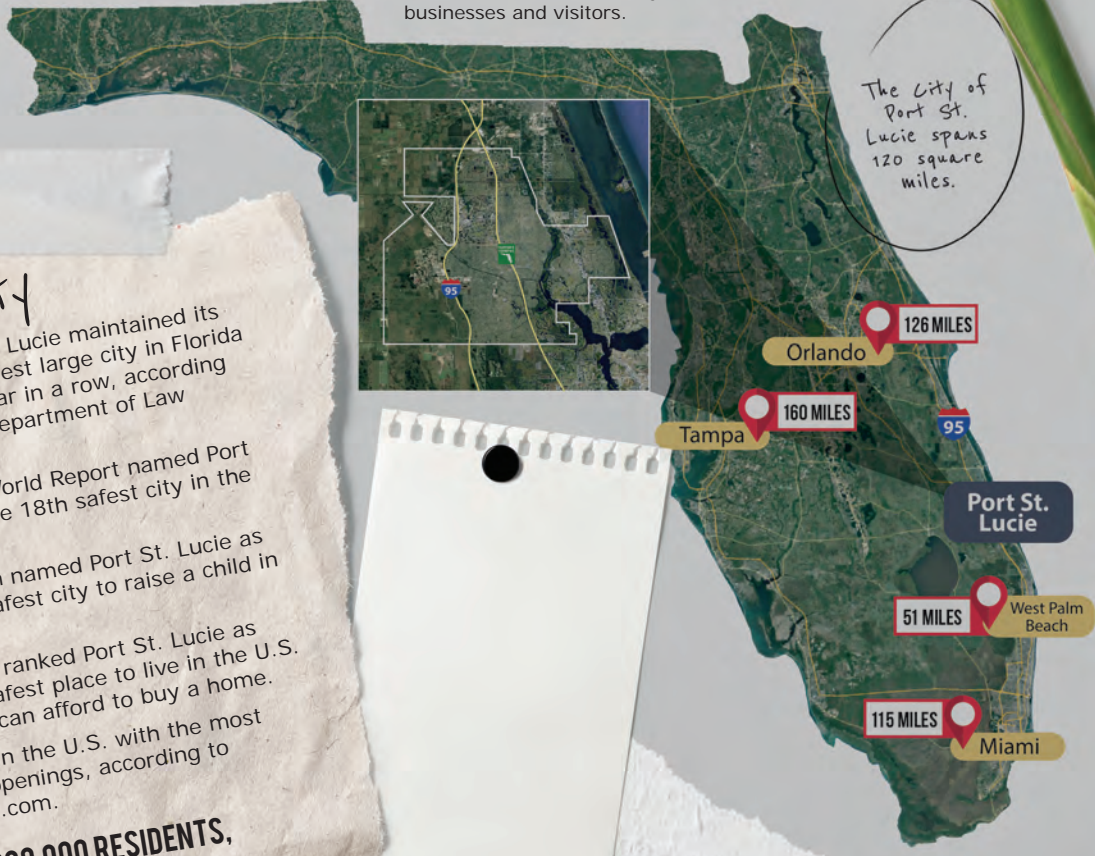 businesses and visitors.
The City of
Port St.
Lucie spans
120 square
miles.
Lucie maintained its
est large city in Florida
ar in a row, according
epartment of Law
World Report named Port
e 18th safest city in the
named Port St. Lucie as
afest city to raise a child in
ranked Port St. Lucie as
afest place to live in the U.S.
can afford to buy a home.
n the U.S. with the most
openings, according to
.com.
000 RESIDENTS,
95
126 MILES
Orlando
160 MILES
Tampa
95
Port St.
Lucie
51 MILES
West Palm
Beach
115 MILES
Miami